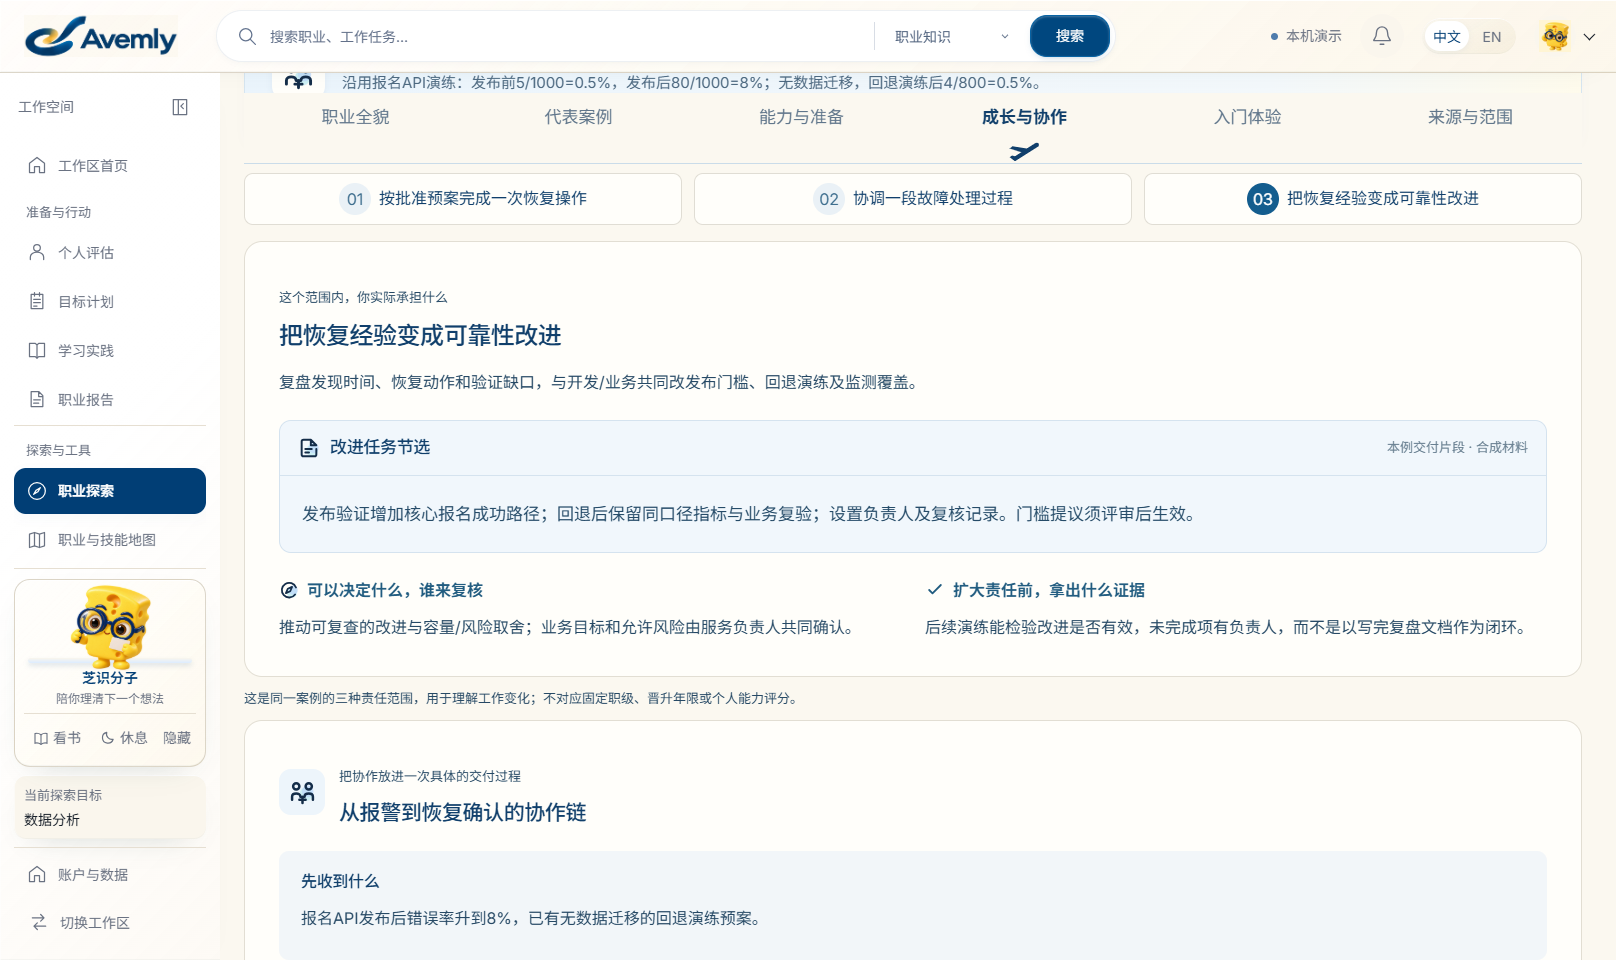 Avemly
搜索职业、工作任务...
职业知识
搜索
本机演示
中文
EN
工作空间
工作区首页
准备与行动
个人评估
目标计划
学习实践
职业报告
探索与工具
职业探索
职业与技能地图
芝识分子
陪你理清下一个想法
看书
休息
隐藏
当前探索目标
数据分析
账户与数据
切换工作区
沿用报名API演练：发布前5/1000=0.5%，发布后80/1000=8%；无数据迁移，回退演练后4/800=0.5%。
职业全貌
代表案例
能力与准备
成长与协作
入门体验
来源与范围
01 按批准预案完成一次恢复操作
02 协调一段故障处理过程
03 把恢复经验变成可靠性改进
这个范围内，你实际承担什么
把恢复经验变成可靠性改进
复盘发现时间、恢复动作和验证缺口，与开发/业务共同改发布门槛、回退演练及监测覆盖。
改进任务节选
本例交付片段 · 合成材料
发布验证增加核心报名成功路径；回退后保留同口径指标与业务复验；设置负责人及复核记录。门槛提议须评审后生效。
可以决定什么，谁来复核
推动可复查的改进与容量/风险取舍；业务目标和允许风险由服务负责人共同确认。
扩大责任前，拿出什么证据
后续演练能检验改进是否有效，未完成项有负责人，而不是以写完复盘文档作为闭环。
这是同一案例的三种责任范围，用于理解工作变化；不对应固定职级、晋升年限或个人能力评分。
把协作放进一次具体的交付过程
从报警到恢复确认的协作链
先收到什么
报名API发布后错误率升到8%，已有无数据迁移的回退演练预案。